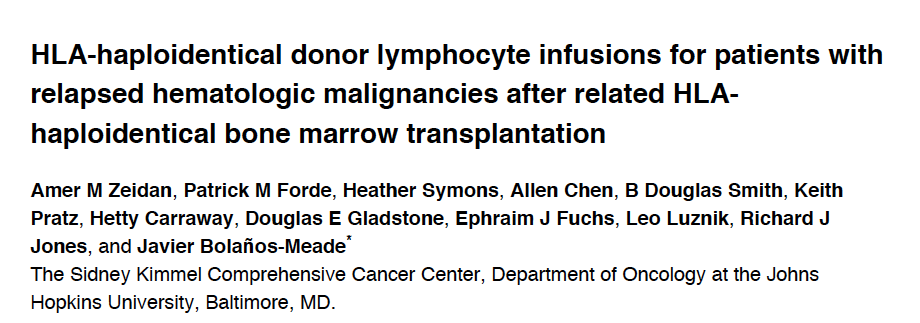 HLA-haploidentical donor lymphocyte infusions for patients with
relapsed hematologic malignancies after related HLA-
haploidentical bone marrow transplantation
Amer M Zeidan, Patrick M Forde, Heather Symons, Allen Chen, B Douglas Smith, Keith
Pratz, Hetty Carraway, Douglas E Gladstone, Ephraim J Fuchs, Leo Luznik, Richard J
Jones, and Javier Bolaños-Meade*
The Sidney Kimmel Comprehensive Cancer Center, Department of Oncology at the Johns
Hopkins University, Baltimore, MD.